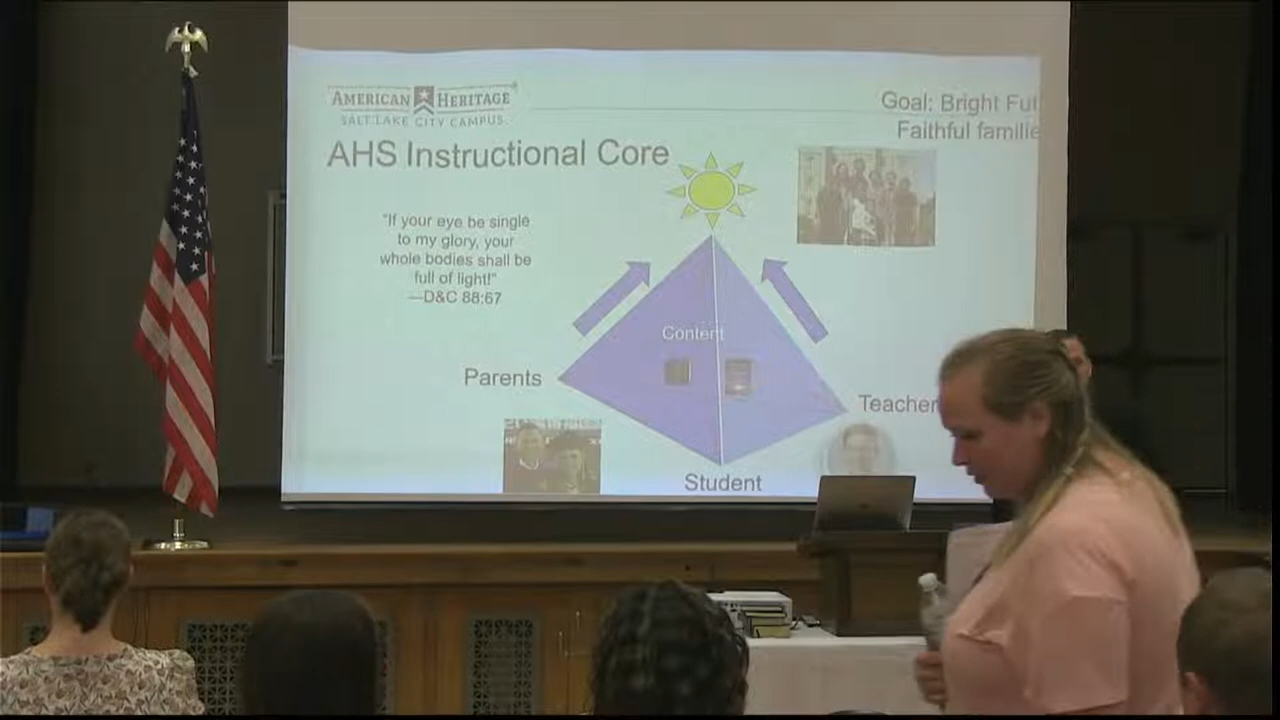 AMERICAN HERITAGE
SALT LAKE CITY CAMPUS
Goal: Bright Fut
Faithful familie
AHS Instructional Core
"If your eye be single
to my glory, your
whole bodies shall be
full of light!"
—D&C 88:67
Content
Parents
Teacher
Student